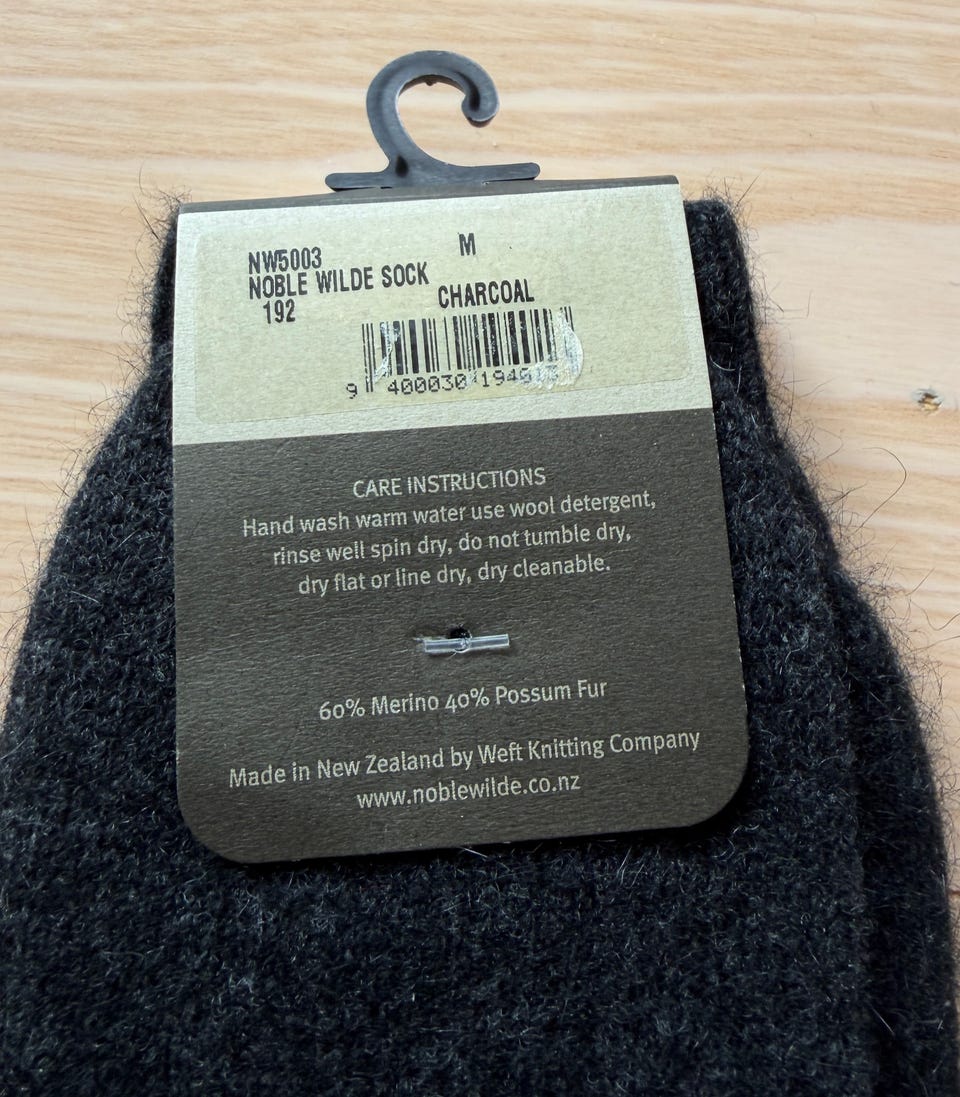 M
NW5003
NOBLE WILDE SOCK
192 CHARCOAL
9 400030
CARE INSTRUCTIONS
Hand wash warm water use wool detergent,
rinse well spin dry, do not tumble dry,
dry flat or line dry, dry cleanable.
60% Merino 40% Possum Fur
Made in New Zealand by Weft Knitting Company
www.noblewilde.co.nz